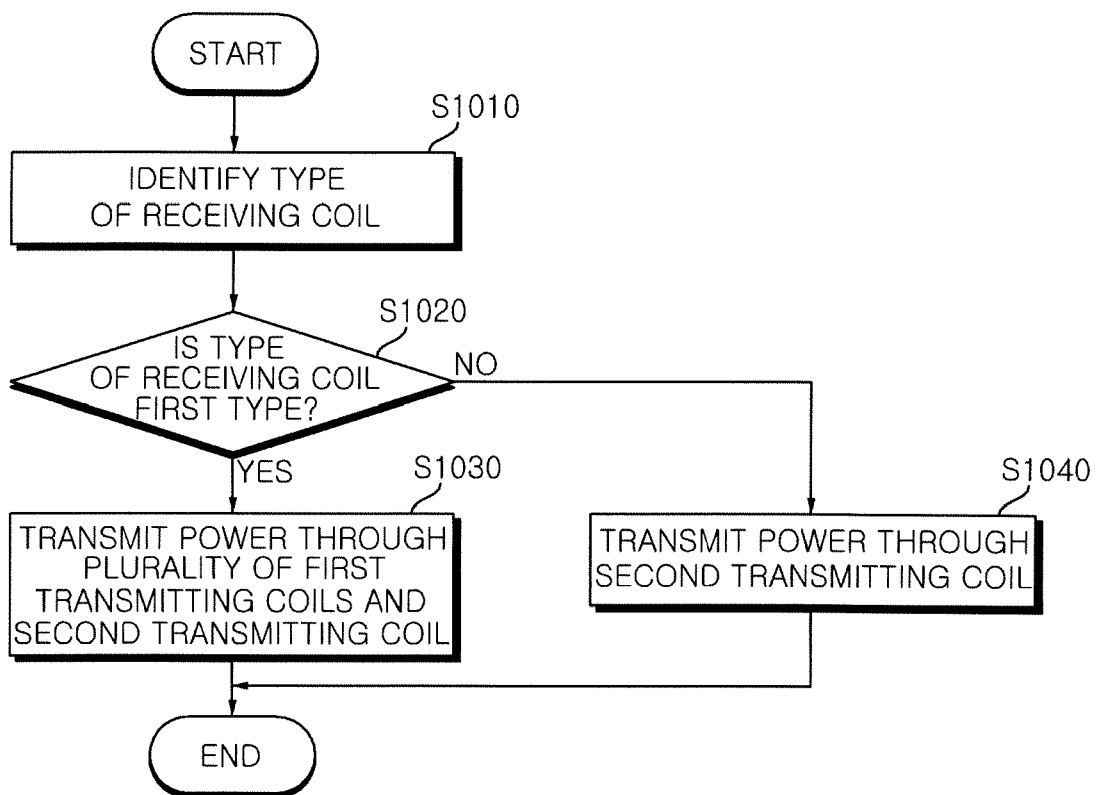 START
S1010
IDENTIFY TYPE
OF RECEIVING COIL
S1020
IS TYPE
OF RECEIVING COIL
FIRST TYPE?
NO
YES
S1030
TRANSMIT POWER THROUGH
PLURALITY OF FIRST
TRANSMITTING COILS AND
SECOND TRANSMITTING COIL
S1040
TRANSMIT POWER THROUGH
SECOND TRANSMITTING COIL
END